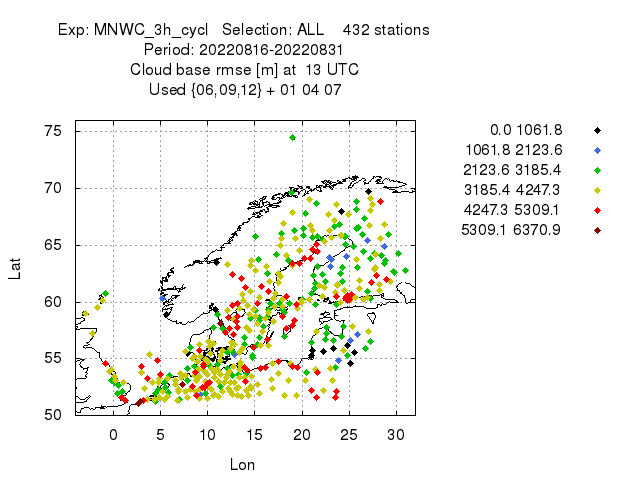 Exp: MNWC_3h_cycl   Selection: ALL    432 stations
Period: 20220816-20220831
Cloud base rmse [m] at  13 UTC
Used {06,09,12} + 01 04 07
0.0 1061.8
1061.8 2123.6
2123.6 3185.4
3185.4 4247.3
4247.3 5309.1
5309.1 6370.9
75
70
65
60
55
50
Lat
0 5 10 15 20 25 30
Lon